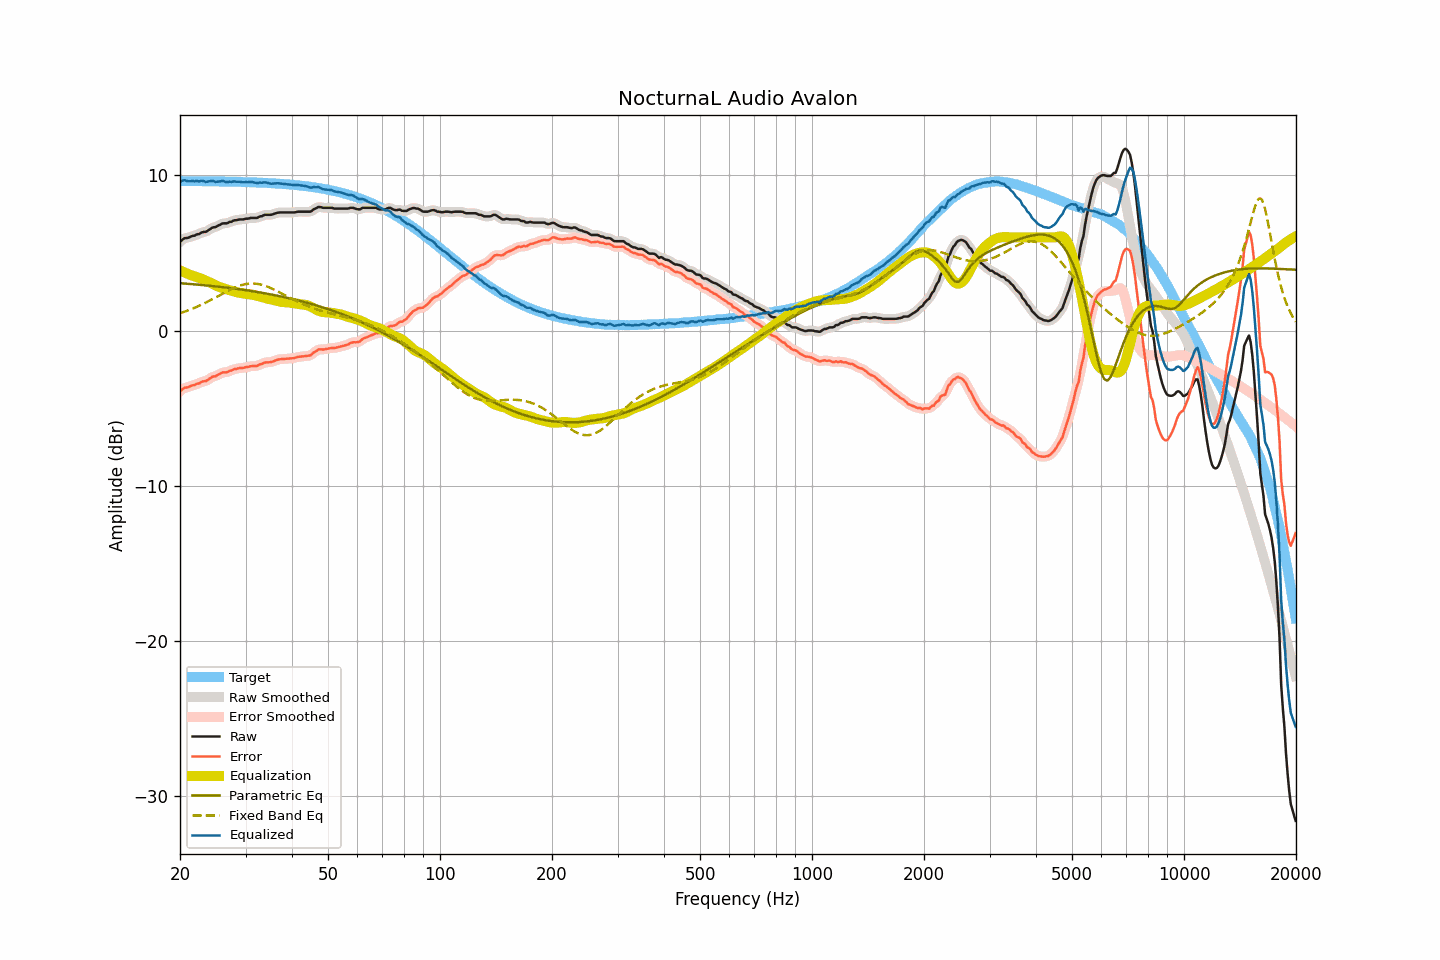 NocturnaL Audio Avalon
Amplitude (dBr)
10
0
−10
−20
−30
Target
Raw Smoothed
Error Smoothed
Raw
Error
Equalization
Parametric Eq
Fixed Band Eq
Equalized
20 50 100 200 500 1000 2000 5000 10000 20000
Frequency (Hz)